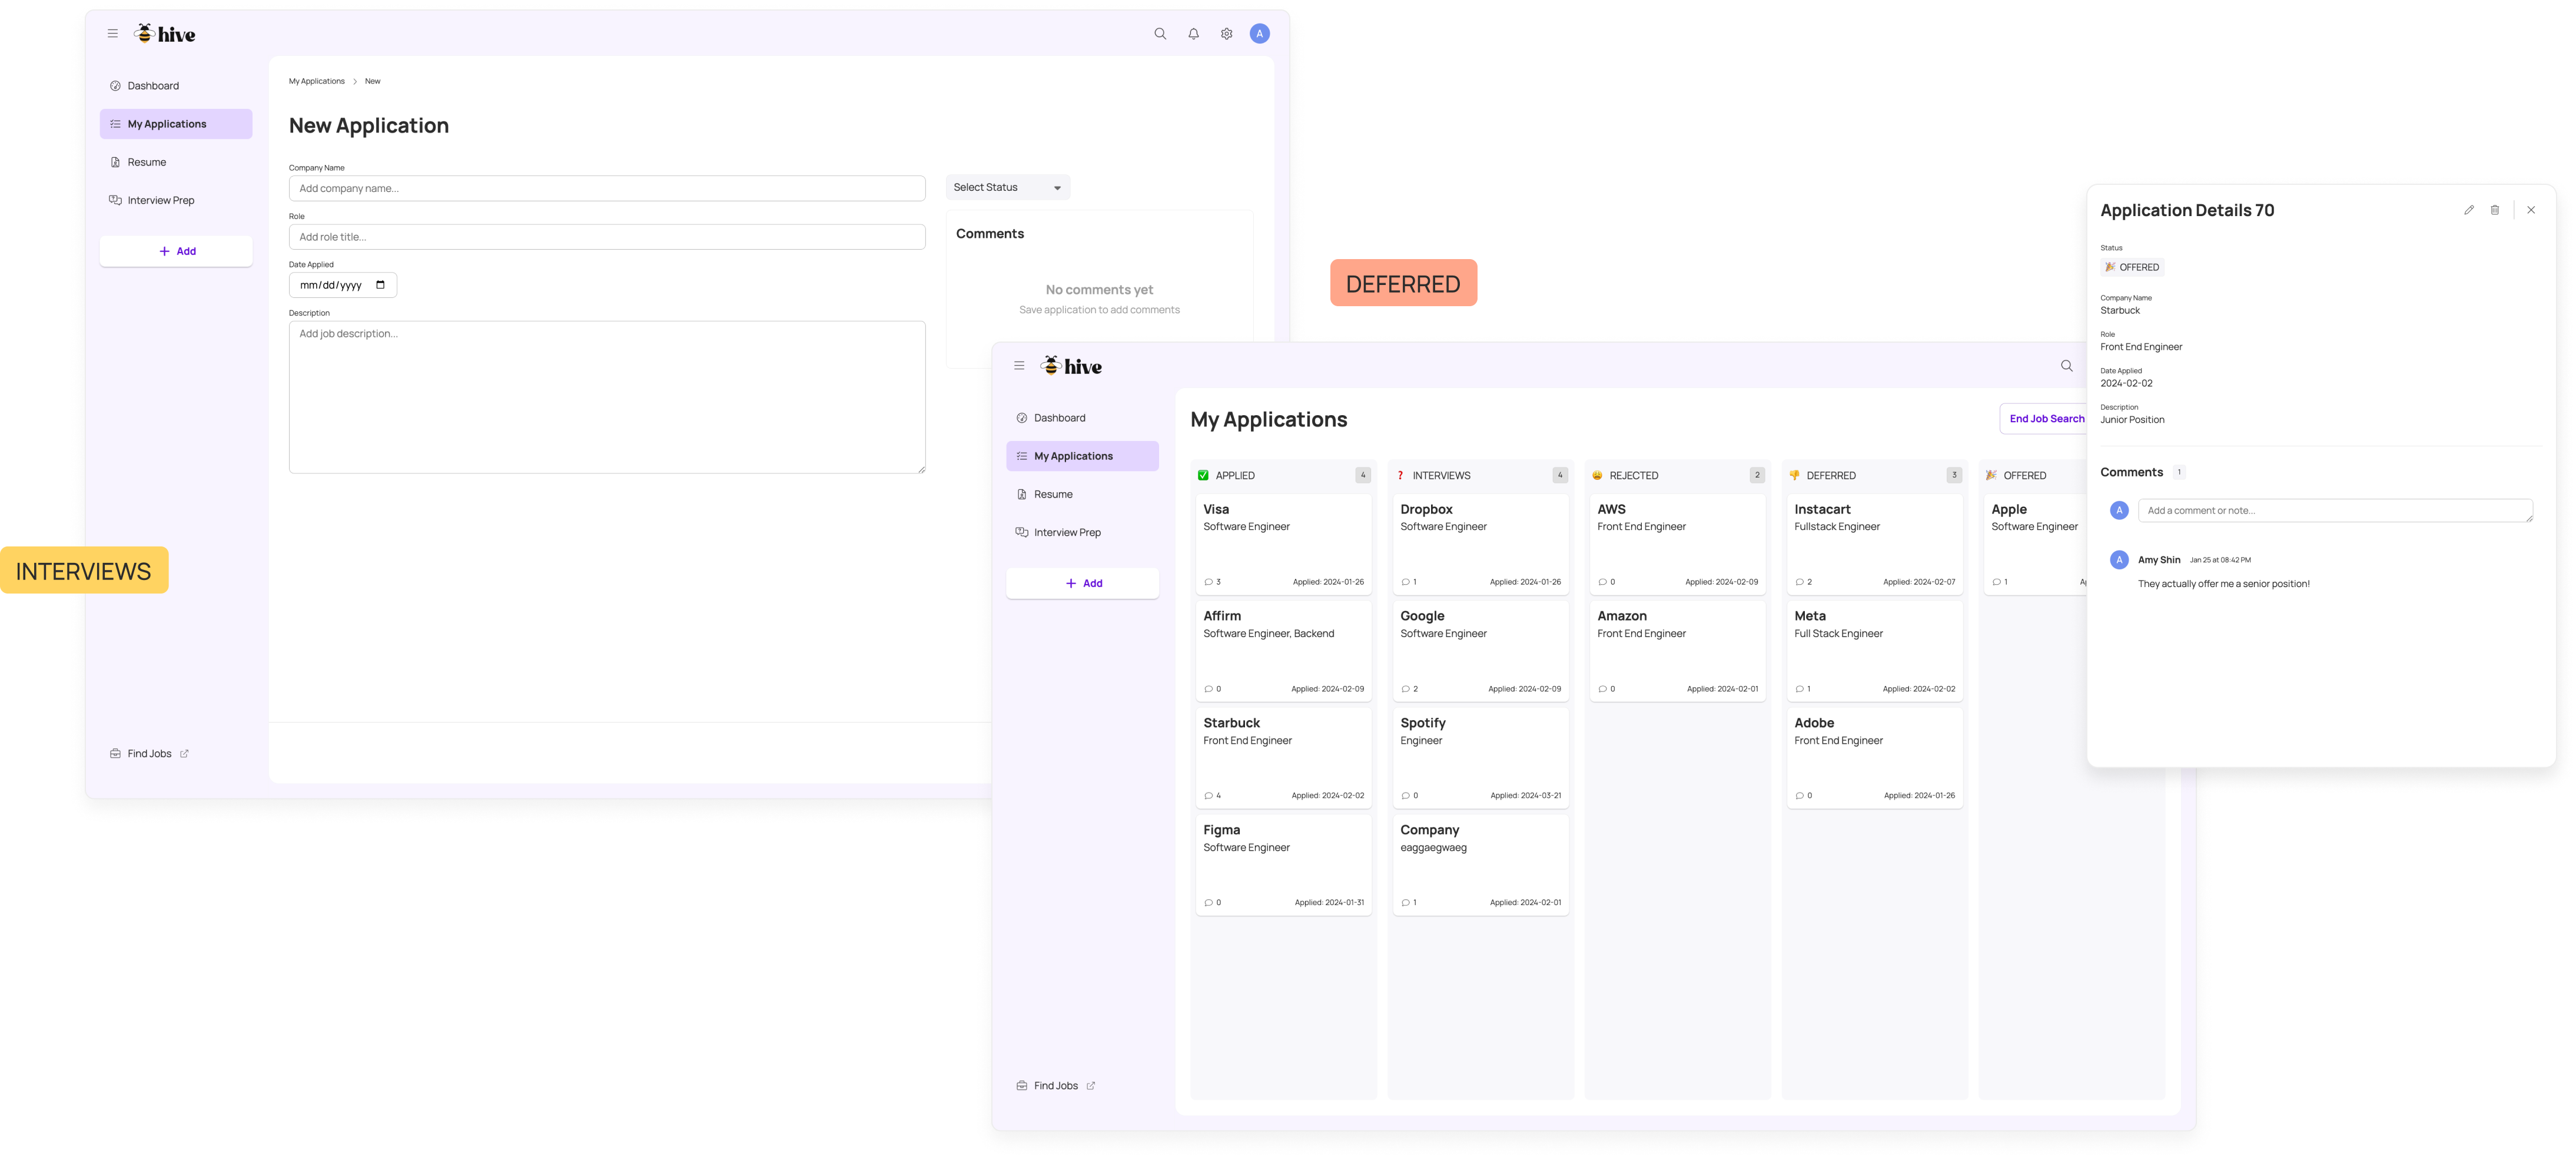 hive
A
Dashboard
My Applications
Resume
Interview Prep
Add
Find Jobs
My Applications New
New Application
Company Name
Add company name...
Role
Add role title...
Date Applied
mm/dd/yyyy
Description
Add job description...
Select Status
Comments
No comments yet
Save application to add comments
INTERVIEWS
DEFERRED
hive
Dashboard
My Applications
Resume
Interview Prep
Add
Find Jobs
My Applications
End Job Search
APPLIED 4
Visa
Software Engineer
3 Applied: 2024-01-26
Affirm
Software Engineer, Backend
0 Applied: 2024-02-09
Starbuck
Front End Engineer
4 Applied: 2024-02-02
Figma
Software Engineer
0 Applied: 2024-01-31
INTERVIEWS 4
Dropbox
Software Engineer
1 Applied: 2024-01-26
Google
Software Engineer
2 Applied: 2024-02-09
Spotify
Engineer
0 Applied: 2024-03-21
Company
eaggaegwaeg
1 Applied: 2024-02-01
REJECTED 2
AWS
Front End Engineer
0 Applied: 2024-02-09
Amazon
Front End Engineer
0 Applied: 2024-02-01
DEFERRED 3
Instacart
Fullstack Engineer
2 Applied: 2024-02-07
Meta
Full Stack Engineer
1 Applied: 2024-02-02
Adobe
Front End Engineer
0 Applied: 2024-01-26
OFFERED
Apple
Software Engineer
1
Application Details 70
Status
OFFERED
Company Name
Starbuck
Role
Front End Engineer
Date Applied
2024-02-02
Description
Junior Position
Comments 1
A Add a comment or note...
A Amy Shin Jan 25 at 08:42 PM
They actually offer me a senior position!